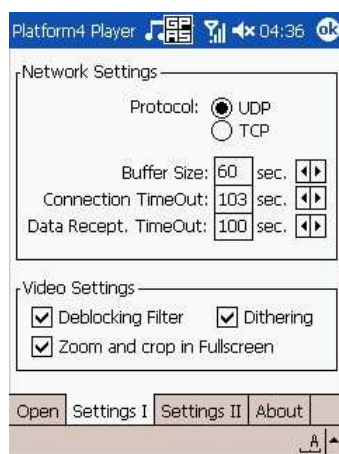 Platform4 Player GPRS 04:36 ok
Network Settings
Protocol: UDP
TCP
Buffer Size: 60 sec.
Connection TimeOut: 103 sec.
Data Recept. TimeOut: 100 sec.
Video Settings
Deblocking Filter Dithering
Zoom and crop in Fullscreen
Open Settings I Settings II About
A